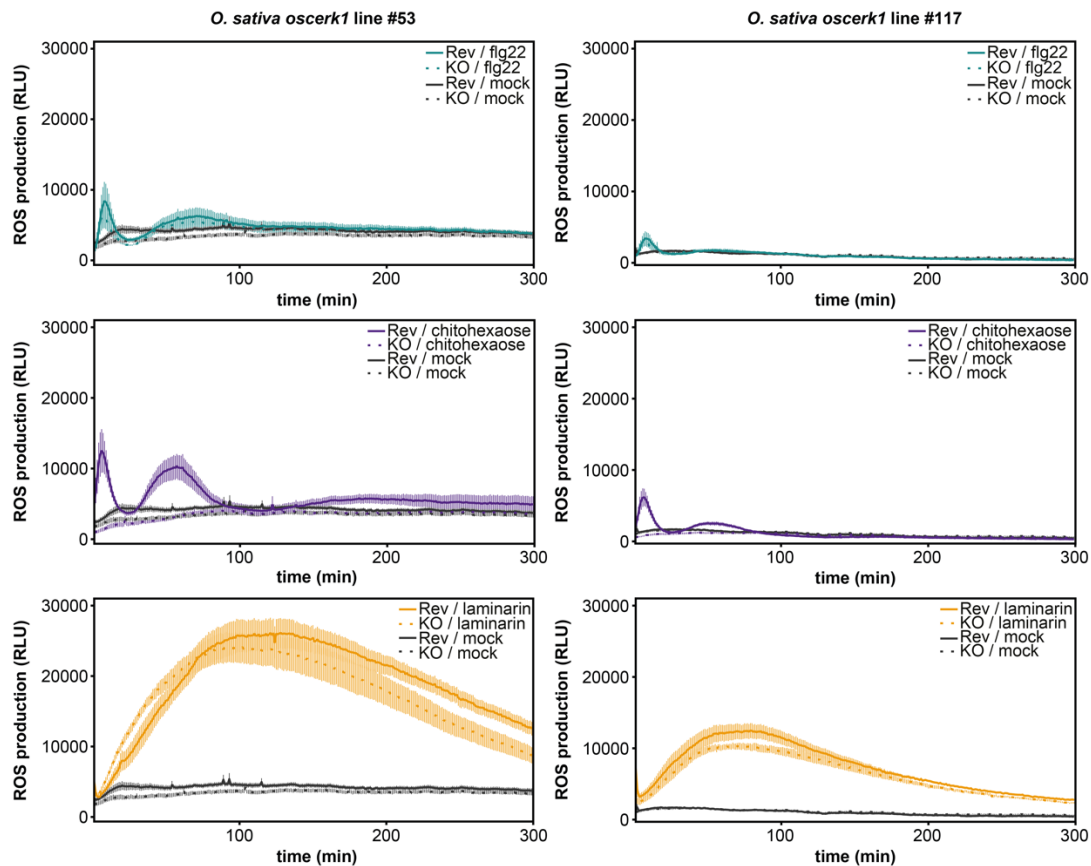 O. sativa oscerk1 line #53
O. sativa oscerk1 line #117
ROS production (RLU)
30000
20000
10000
0
Rev / flg22
KO / flg22
Rev / mock
KO / mock
100
200
300
time (min)
ROS production (RLU)
30000
20000
10000
0
Rev / flg22
KO / flg22
Rev / mock
KO / mock
100
200
300
time (min)
ROS production (RLU)
30000
20000
10000
0
Rev / chitohexaose
KO / chitohexaose
Rev / mock
KO / mock
100
200
300
time (min)
ROS production (RLU)
30000
20000
10000
0
Rev / chitohexaose
KO / chitohexaose
Rev / mock
KO / mock
100
200
300
time (min)
ROS production (RLU)
30000
20000
10000
0
Rev / laminarin
KO / laminarin
Rev / mock
KO / mock
100
200
300
time (min)
ROS production (RLU)
30000
20000
10000
0
Rev / laminarin
KO / laminarin
Rev / mock
KO / mock
100
200
300
time (min)